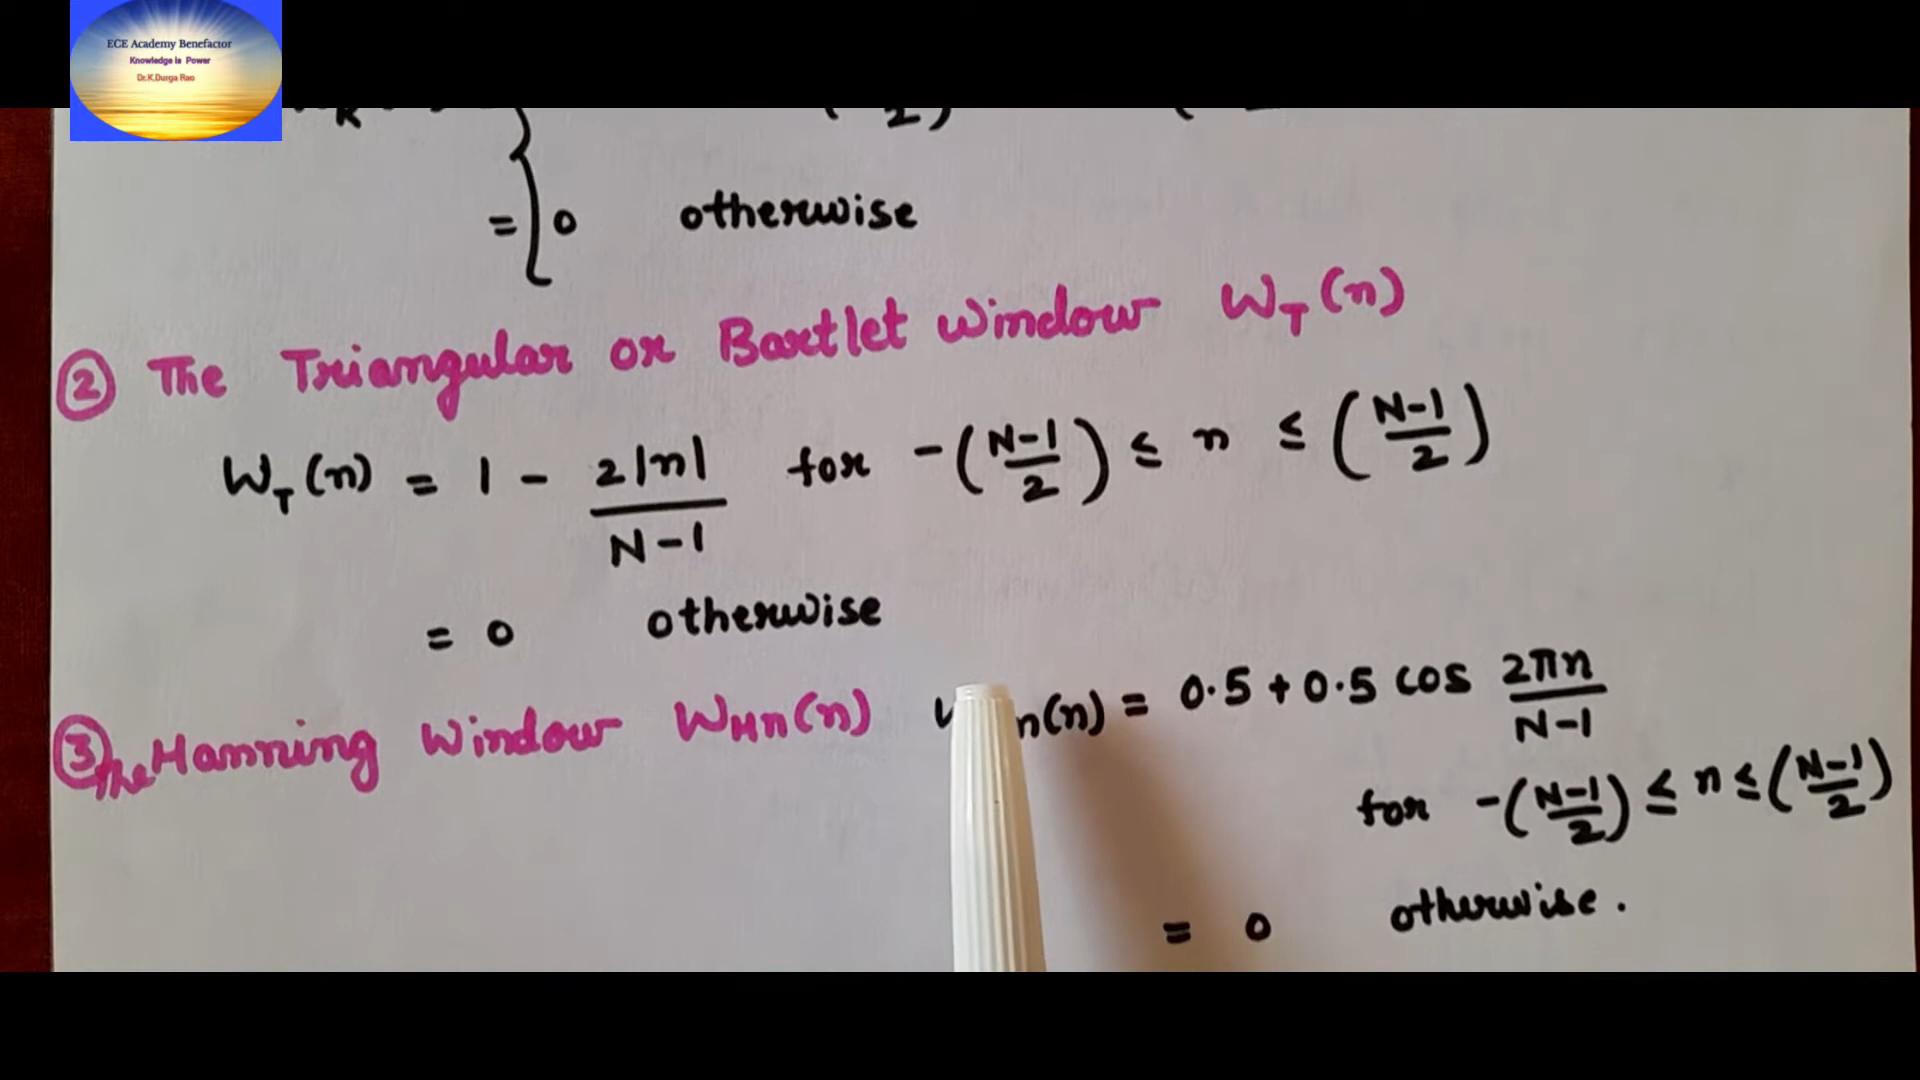 ECE Academy Benefactor
Knowledge is Power
Dr.K.Durga Rao
= { 0 otherwise
② The Triangular or Bartlet window W_T(n)
W_T(n) = 1 - 2|n|/(N-1) for -((N-1)/2) ≤ n ≤ ((N-1)/2)
= 0 otherwise
③ The Hanning window W_Hn(n) n(n) = 0.5 + 0.5 cos 2πn/(N-1)
for -((N-1)/2) ≤ n ≤ ((N-1)/2)
= 0 otherwise.